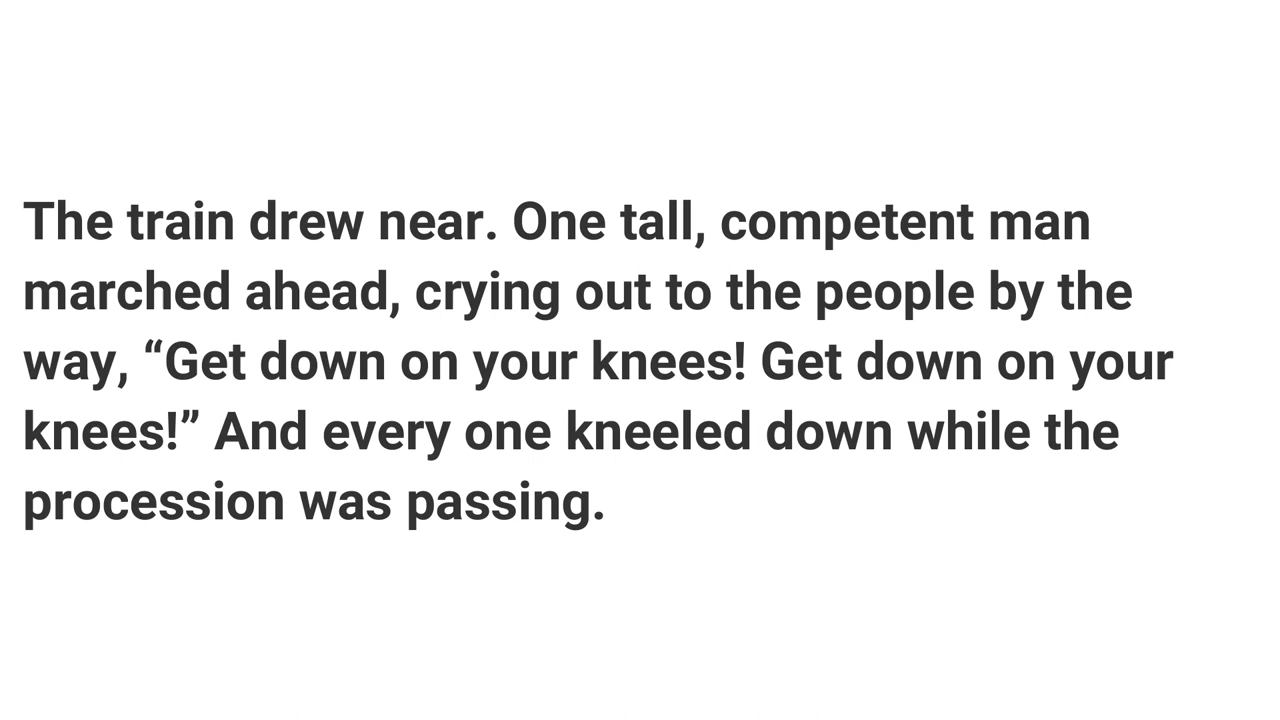 The train drew near. One tall, competent man
marched ahead, crying out to the people by the
way, “Get down on your knees! Get down on your
knees!” And every one kneeled down while the
procession was passing.